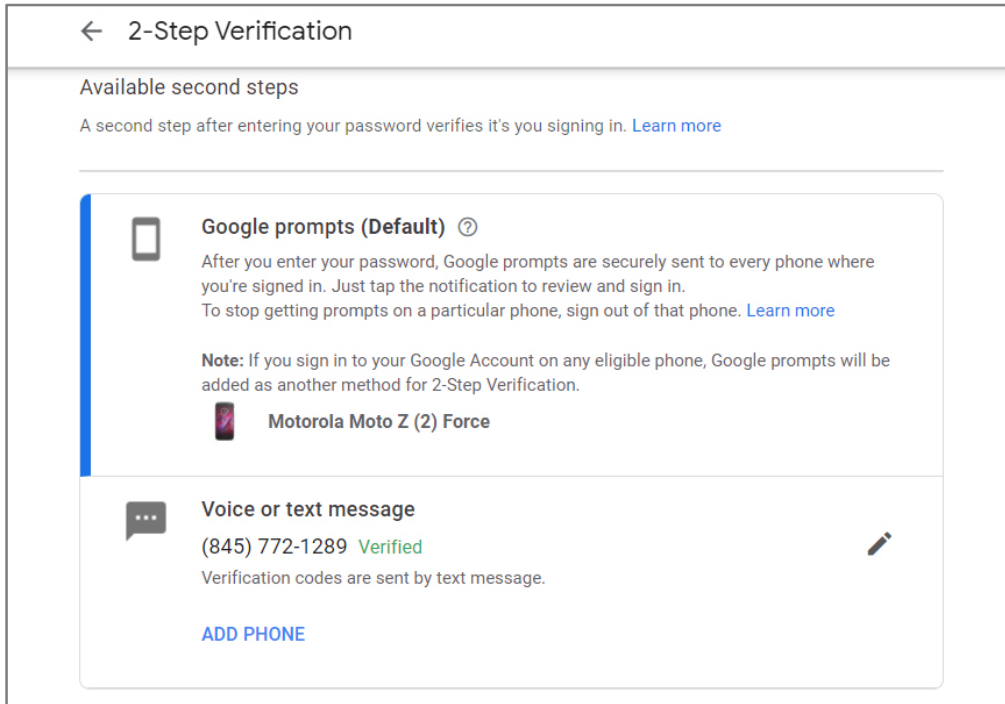 2-Step Verification
Available second steps
A second step after entering your password verifies it's you signing in. Learn more
Google prompts (Default)
After you enter your password, Google prompts are securely sent to every phone where
you're signed in. Just tap the notification to review and sign in.
To stop getting prompts on a particular phone, sign out of that phone. Learn more
Note: If you sign in to your Google Account on any eligible phone, Google prompts will be
added as another method for 2-Step Verification.
Motorola Moto Z (2) Force
Voice or text message
(845) 772-1289 Verified
Verification codes are sent by text message.
ADD PHONE